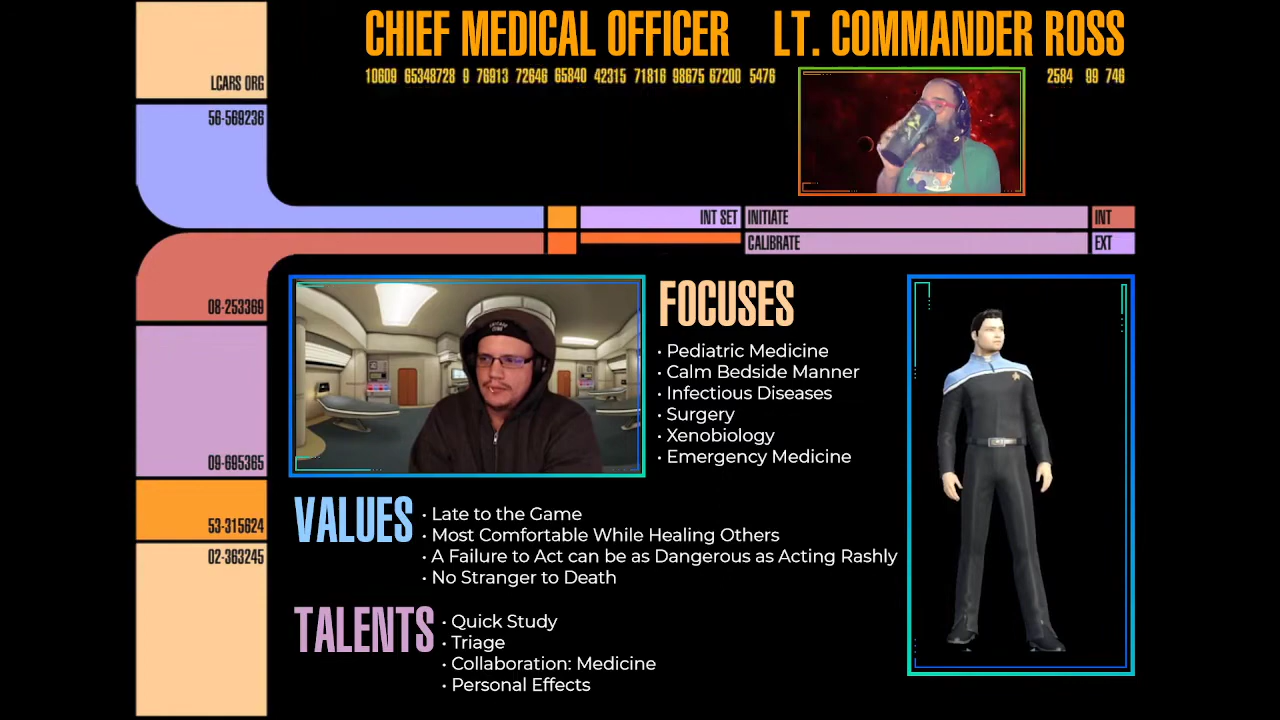 CHIEF MEDICAL OFFICER LT. COMMANDER ROSS
10609 65348728 9 76913 72646 65840 42315 71816 98675 67200 5476 2584 99 746
LCARS ORG
56-569236
INT SET INITIATE INT
CALIBRATE EXT
08-253369
09-695365
53-315624
02-363245
FOCUSES
· Pediatric Medicine
· Calm Bedside Manner
· Infectious Diseases
· Surgery
· Xenobiology
· Emergency Medicine
VALUES
· Late to the Game
· Most Comfortable While Healing Others
· A Failure to Act can be as Dangerous as Acting Rashly
· No Stranger to Death
TALENTS
· Quick Study
· Triage
· Collaboration: Medicine
· Personal Effects